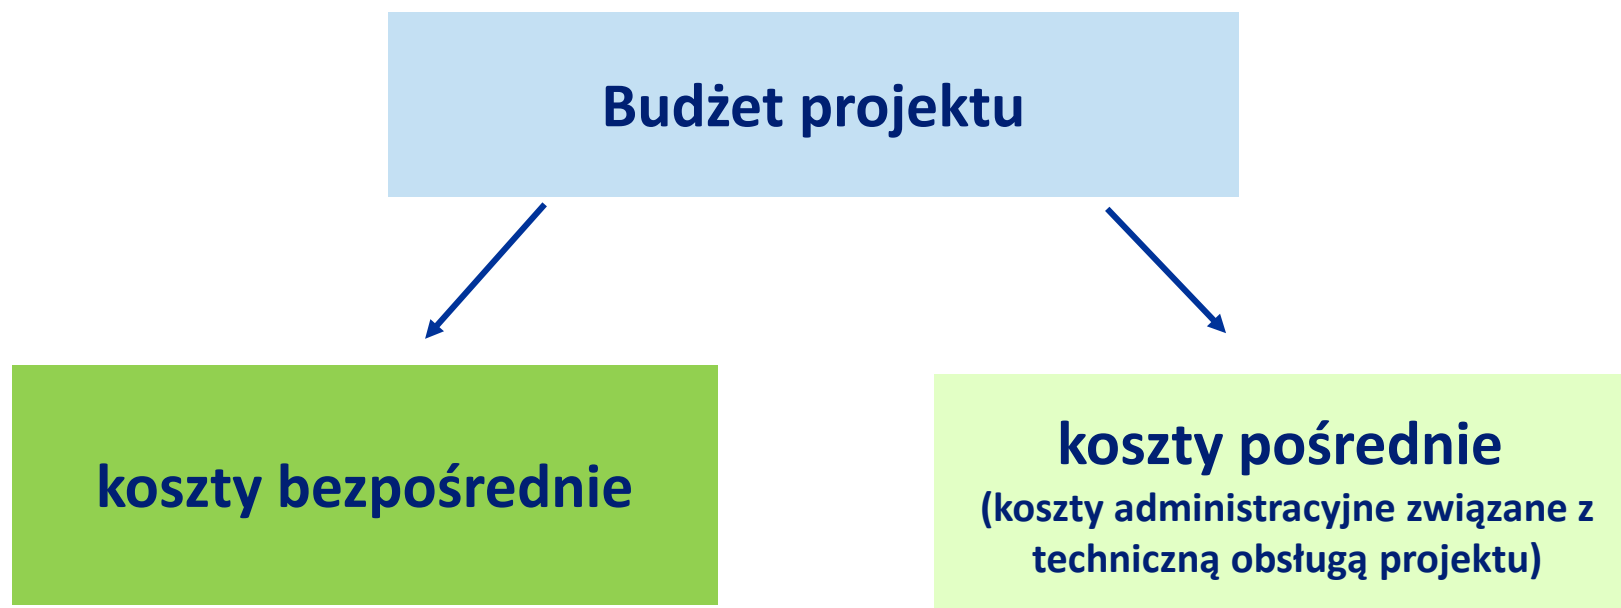 Budżet projektu
koszty bezpośrednie
koszty pośrednie
(koszty administracyjne związane z
techniczną obsługą projektu)